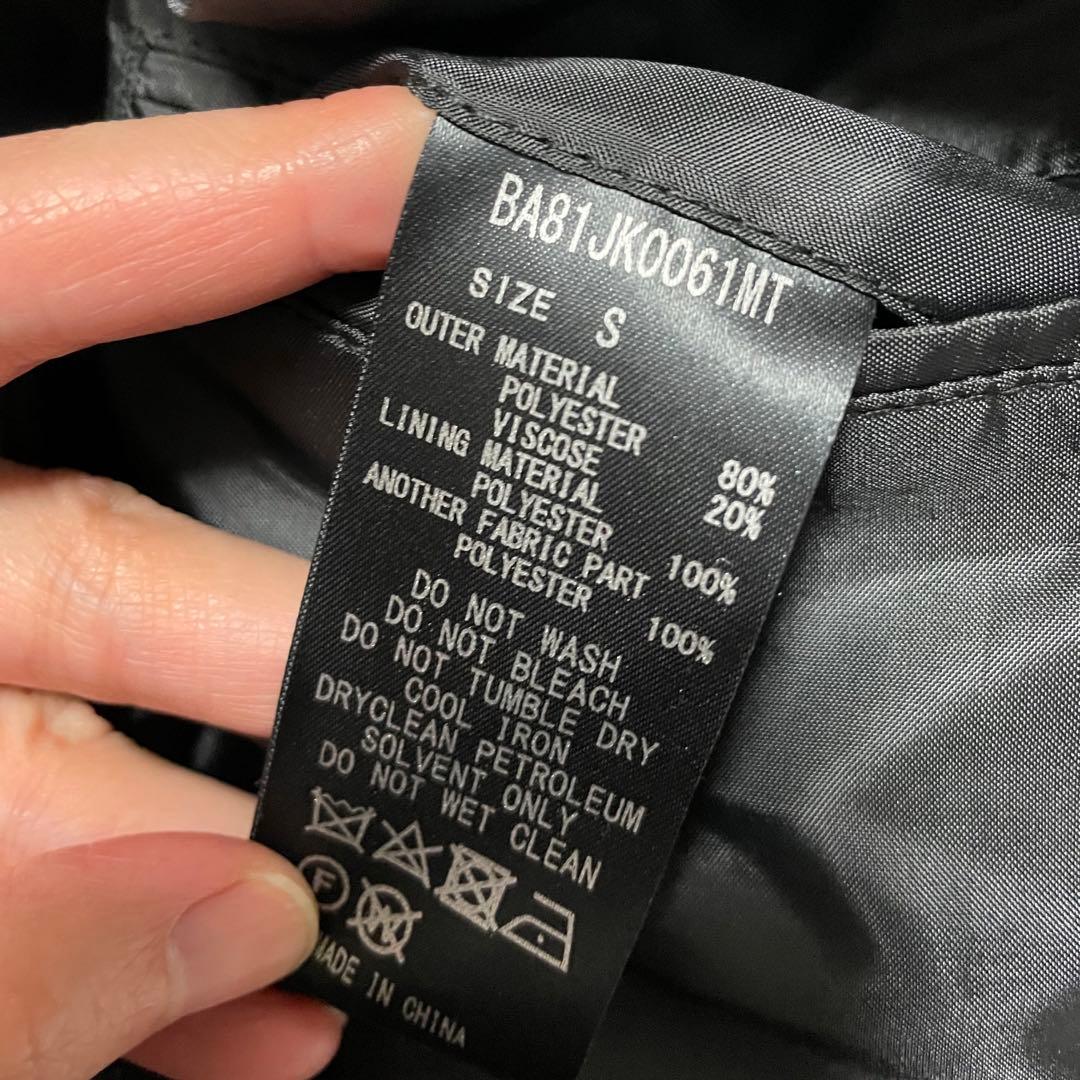 BA81JK0061MT
SIZE S
OUTER MATERIAL
POLYESTER 80%
VISCOSE 20%
LINING MATERIAL
POLYESTER 100%
ANOTHER FABRIC PART
POLYESTER 100%
DO NOT WASH
DO NOT BLEACH
DO NOT TUMBLE DRY
COOL IRON
DRYCLEAN PETROLEUM
SOLVENT ONLY
DO NOT WET CLEAN
F W
MADE IN CHINA